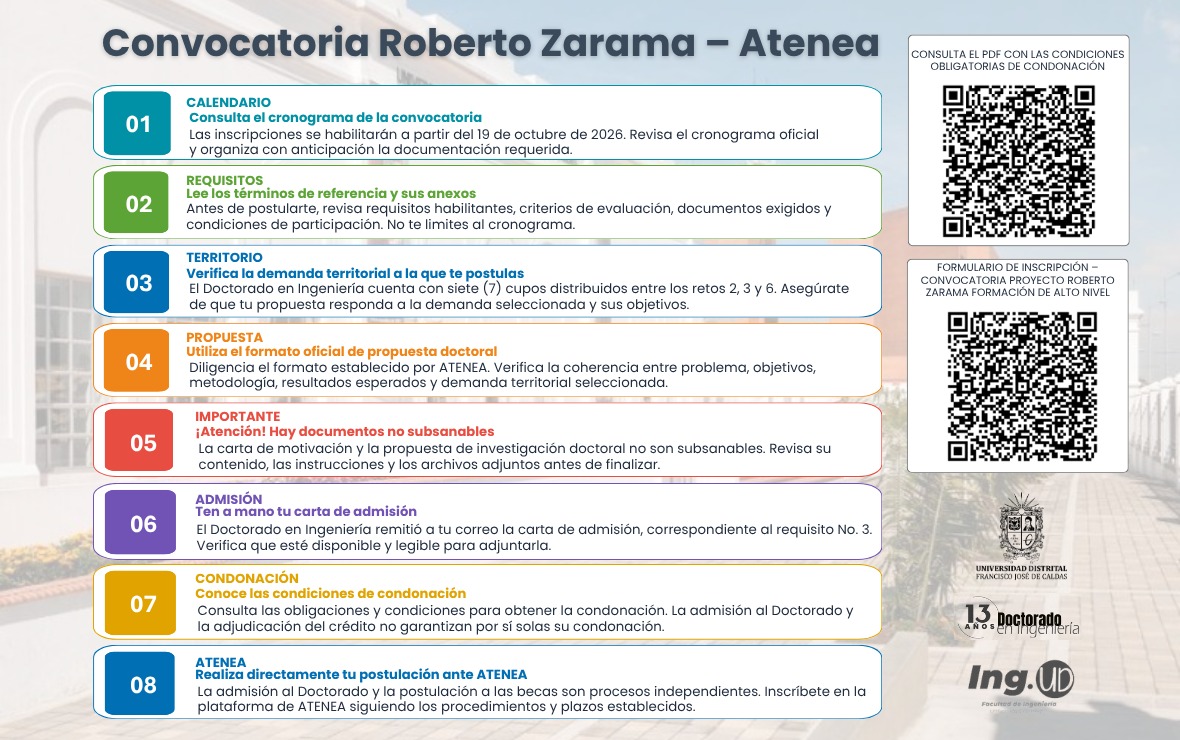 Convocatoria Roberto Zarama – Atenea
01
CALENDARIO
Consulta el cronograma de la convocatoria
Las inscripciones se habilitarán a partir del 19 de octubre de 2026. Revisa el cronograma oficial
y organiza con anticipación la documentación requerida.
02
REQUISITOS
Lee los términos de referencia y sus anexos
Antes de postularte, revisa requisitos habilitantes, criterios de evaluación, documentos exigidos y
condiciones de participación. No te limites al cronograma.
03
TERRITORIO
Verifica la demanda territorial a la que te postulas
El Doctorado en Ingeniería cuenta con siete (7) cupos distribuidos entre los retos 2, 3 y 6. Asegúrate
de que tu propuesta responda a la demanda seleccionada y sus objetivos.
04
PROPUESTA
Utiliza el formato oficial de propuesta doctoral
Diligencia el formato establecido por ATENEA. Verifica la coherencia entre problema, objetivos,
metodología, resultados esperados y demanda territorial seleccionada.
05
IMPORTANTE
¡Atención! Hay documentos no subsanables
La carta de motivación y la propuesta de investigación doctoral no son subsanables. Revisa su
contenido, las instrucciones y los archivos adjuntos antes de finalizar.
06
ADMISIÓN
Ten a mano tu carta de admisión
El Doctorado en Ingeniería remitió a tu correo la carta de admisión, correspondiente al requisito No. 3.
Verifica que esté disponible y legible para adjuntarla.
07
CONDONACIÓN
Conoce las condiciones de condonación
Consulta las obligaciones y condiciones para obtener la condonación. La admisión al Doctorado y
la adjudicación del crédito no garantizan por sí solas su condonación.
08
ATENEA
Realiza directamente tu postulación ante ATENEA
La admisión al Doctorado y la postulación a las becas son procesos independientes. Inscríbete en la
plataforma de ATENEA siguiendo los procedimientos y plazos establecidos.
CONSULTA EL PDF CON LAS CONDICIONES
OBLIGATORIAS DE CONDONACIÓN
FORMULARIO DE INSCRIPCIÓN –
CONVOCATORIA PROYECTO ROBERTO
ZARAMA FORMACIÓN DE ALTO NIVEL
UNIVERSIDAD DISTRITAL
FRANCISCO JOSÉ DE CALDAS
13
AÑOS
Doctorado
en Ingeniería
Ing.UD
Facultad de Ingeniería